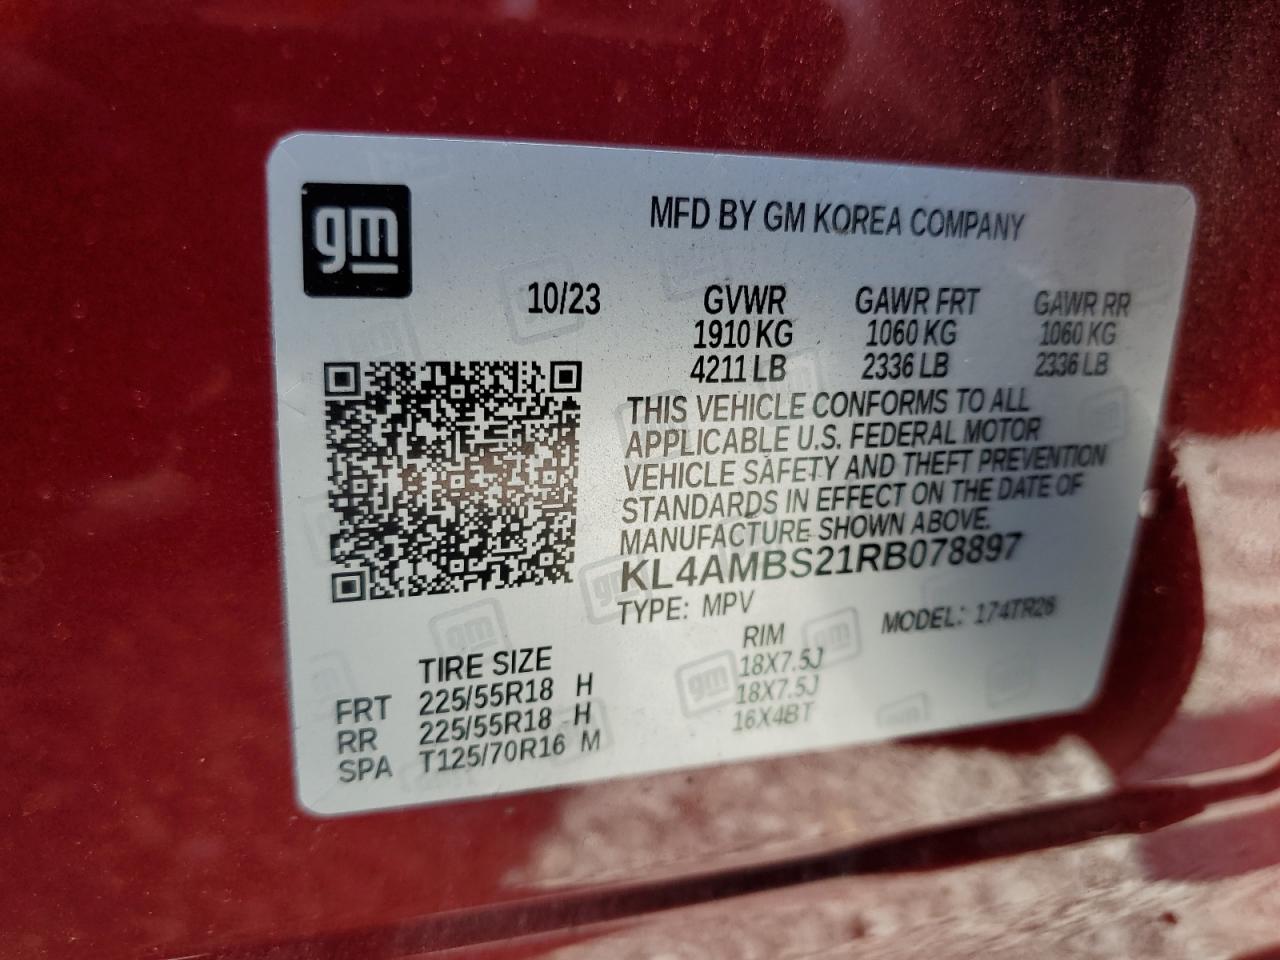 gm
MFD BY GM KOREA COMPANY
10/23 GVWR GAWR FRT GAWR RR
1910 KG 1060 KG 1060 KG
4211 LB 2336 LB 2336 LB
THIS VEHICLE CONFORMS TO ALL
APPLICABLE U.S. FEDERAL MOTOR
VEHICLE SAFETY AND THEFT PREVENTION
STANDARDS IN EFFECT ON THE DATE OF
MANUFACTURE SHOWN ABOVE.
KL4AMBS21RB078897
TYPE: MPV MODEL: 174TR26
TIRE SIZE RIM
FRT 225/55R18 H 18X7.5J
RR 225/55R18 H 18X7.5J
SPA T125/70R16 M 16X4BT